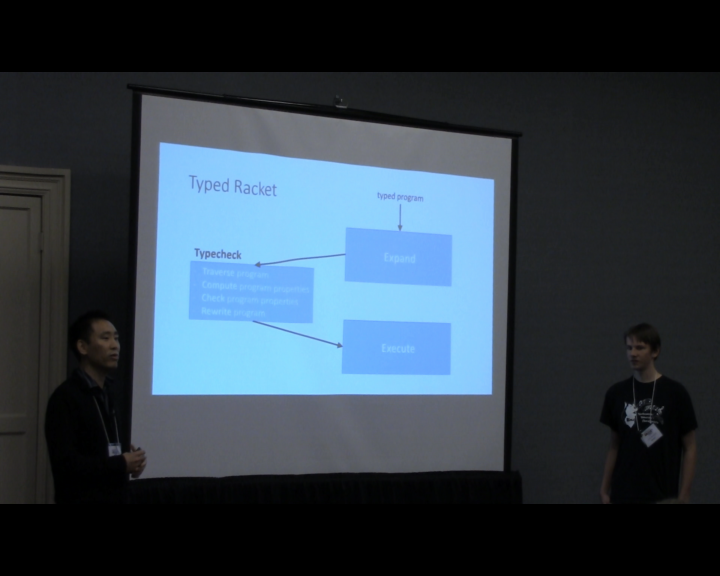 Typed Racket
typed program
Expand
Typecheck
- Traverse program
- Compute program properties
- Check program properties
- Rewrite program
Execute